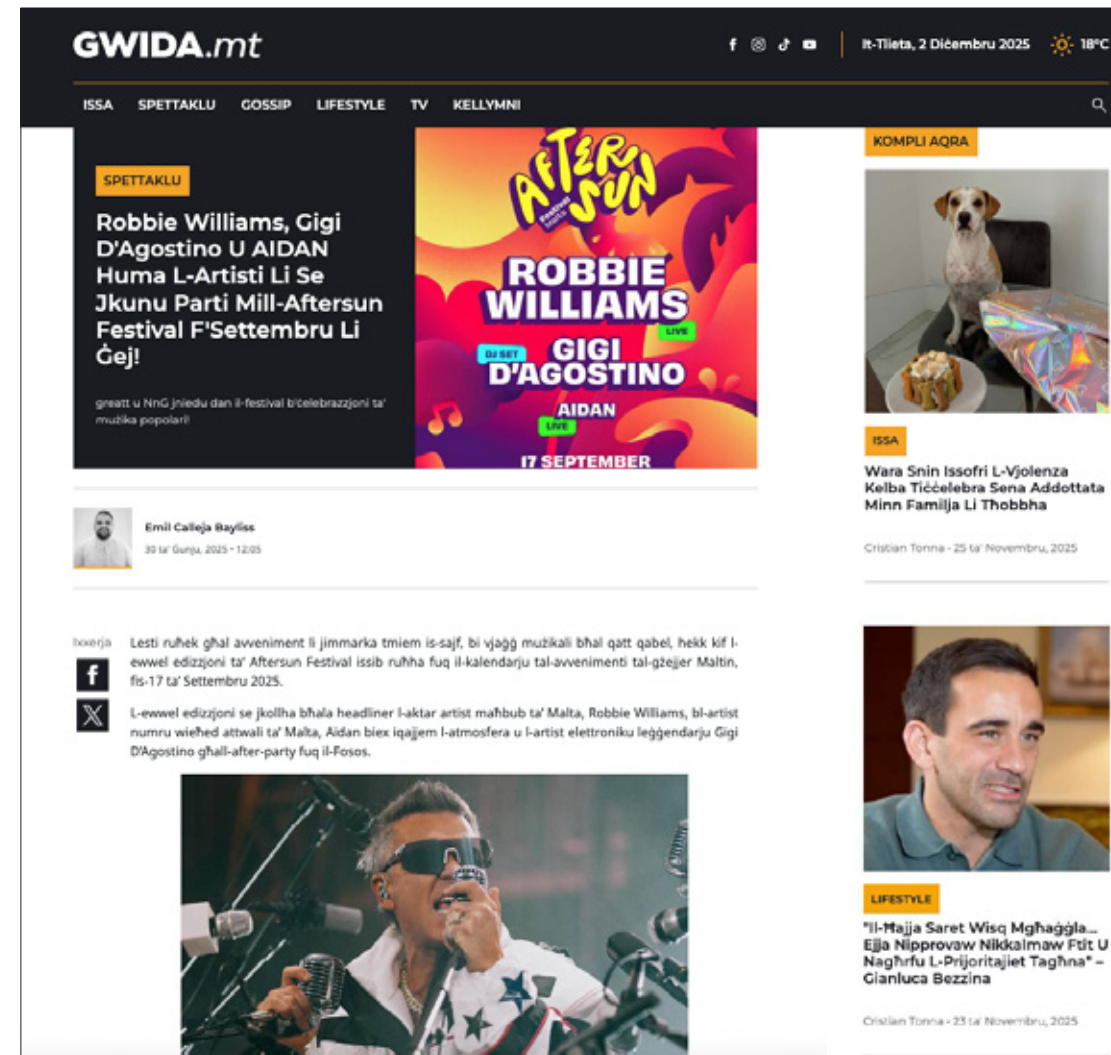 GWIDA.mt
It-Tlieta, 2 Diċembru 2025
18°C
ISSA SPETTAKLU GOSSIP LIFESTYLE TV KELLYMNI
SPETTAKLU
Robbie Williams, Gigi
D'Agostino U AIDAN
Huma L-Artisti Li Se
Jkunu Parti Mill-Aftersun
Festival F'Settembru Li
Ġej!
greatt u NnG jniedu dan il-festival b'ċelebrazzjoni ta'
mużika popolari!
AFTER
SUN
Festival
Malta
ROBBIE
WILLIAMS
LIVE
DJ SET GIGI
D'AGOSTINO
AIDAN
LIVE
17 SEPTEMBER
Emil Calleja Bayliss
30 ta' Ġunju, 2025 - 12:05
Ixxerja
Lesti ruħek għal avveniment li jimmarka tmiem is-sajf, bi vjaġġ mużikali bħal qatt qabel, hekk kif l-
ewwel edizzjoni ta' Aftersun Festival issib ruħha fuq il-kalendarju tal-avvenimenti tal-gżejjer Maltin,
fis-17 ta' Settembru 2025.
L-ewwel edizzjoni se jkollha bħala headliner l-aktar artist maħbub ta' Malta, Robbie Williams, bl-artist
numru wieħed attwali ta' Malta, Aidan biex iqajjem l-atmosfera u l-artist elettroniku leġġendarju Gigi
D'Agostino għall-after-party fuq il-Fosos.
KOMPLI AQRA
ISSA
Wara Snin Issofri L-Vjolenza
Kelba Tiċċelebra Sena Addottata
Minn Familja Li Tħobbha
Cristian Tonna - 25 ta' Novembru, 2025
LIFESTYLE
"Il-Ħajja Saret Wisq Mgħaġġla...
Ejja Nipprovaw Nikkalmaw Ftit U
Nagħrfu L-Prijoritajiet Tagħna" –
Gianluca Bezzina
Cristian Tonna - 23 ta' Novembru, 2025